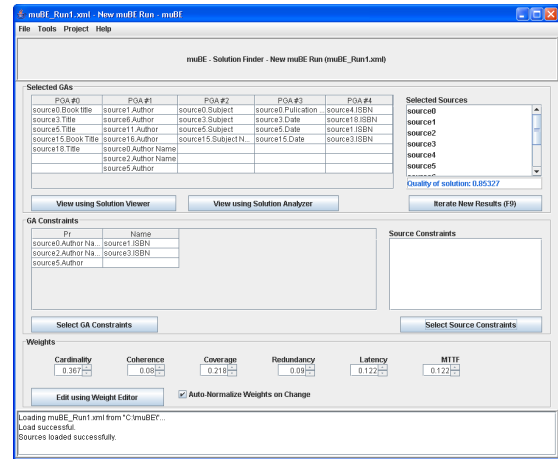 muBE_Run1.xml - New muBE Run - muBE
File Tools Project Help
muBE - Solution Finder - New muBE Run (muBE_Run1.xml)
Selected GAs
PGA #0 PGA #1 PGA #2 PGA #3 PGA #4
source0.Book title source1.Author source0.Subject source0.Pulication ... source4.ISBN
source3.Title source6.Author source3.Subject source3.Date source18.ISBN
source5.Title source11.Author source5.Subject source5.Date source1.ISBN
source15.Book Title source16.Author source15.Subject N... source15.Date source3.ISBN
source18.Title source0.Author Name
source2.Author Name
source5.Author
Selected Sources
source0
source1
source2
source3
source4
source5
Quality of solution: 0.85327
View using Solution Viewer View using Solution Analyzer Iterate New Results (F9)
GA Constraints
Pr Name
source0.Author Na... source1.ISBN
source2.Author Na... source3.ISBN
source5.Author
Source Constraints
Select GA Constraints Select Source Constraints
Weights
Cardinality Coherence Coverage Redundancy Latency MTTF
0.367 0.08 0.218 0.09 0.122 0.122
Edit using Weight Editor Auto-Normalize Weights on Change
Loading muBE_Run1.xml from "C:\muBE\"...
Load successful.
Sources loaded successfully.